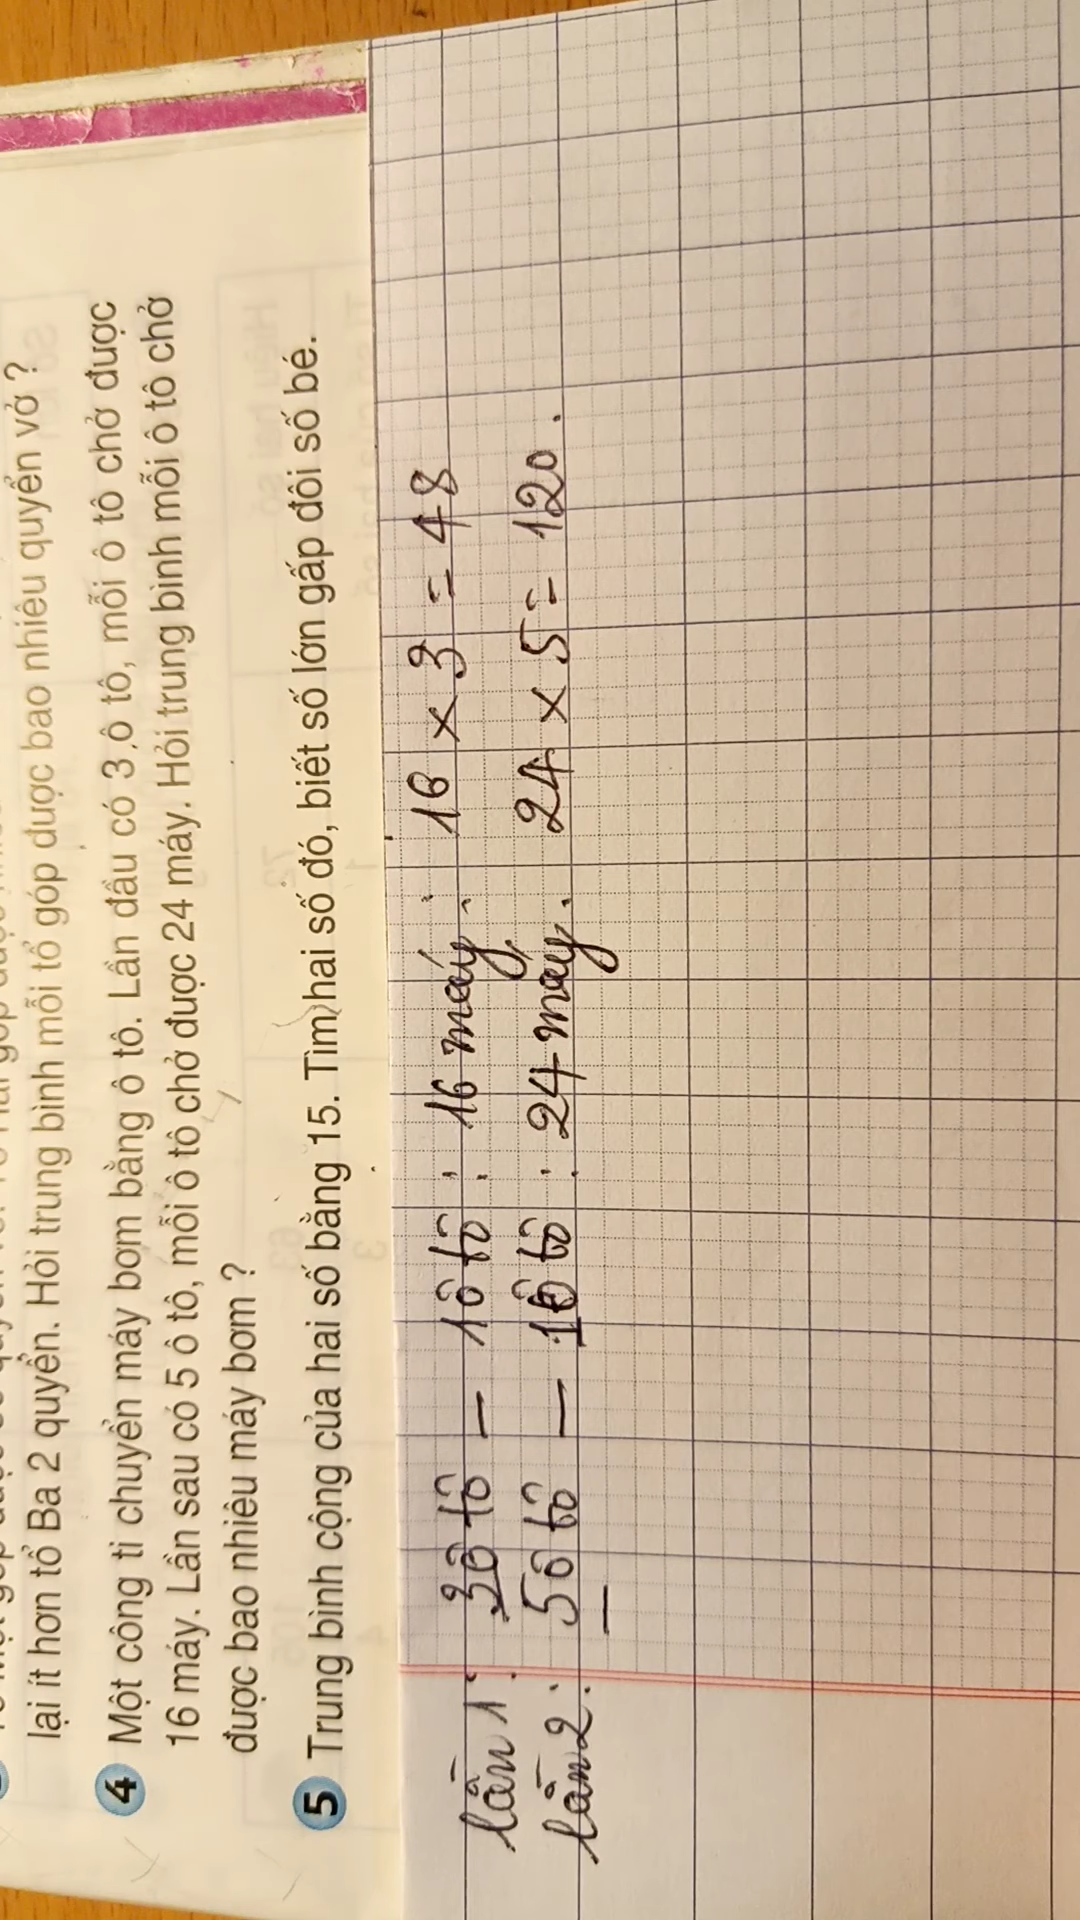 lại ít hơn tổ Ba 2 quyển. Hỏi trung bình mỗi tổ góp được bao nhiêu quyển vở ?
4 Một công ti chuyển máy bơm bằng ô tô. Lần đầu có 3 ô tô, mỗi ô tô chở được
16 máy. Lần sau có 5 ô tô, mỗi ô tô chở được 24 máy. Hỏi trung bình mỗi ô tô chở
được bao nhiêu máy bơm ?
5 Trung bình cộng của hai số bằng 15. Tìm hai số đó, biết số lớn gấp đôi số bé.
lần 1: 3ô tô – 1ô tô: 16 máy. 16 x 3 = 48
lần 2: 5ô tô – 1ô tô: 24 máy. 24 x 5 = 120.